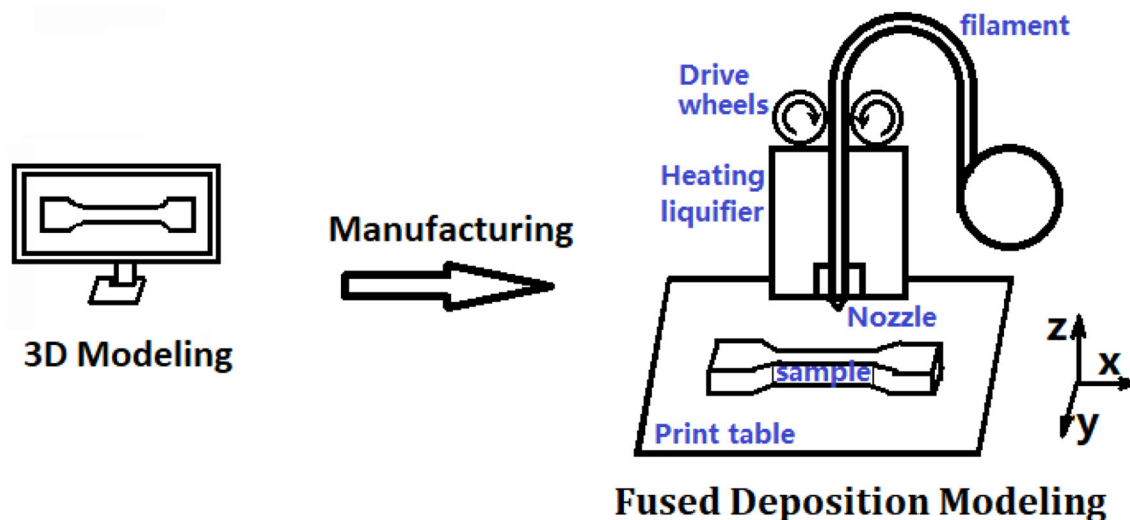 3D Modeling
Manufacturing
filament
Drive
wheels
Heating
liquifier
Nozzle
sample
Print table
z
x
y
Fused Deposition Modeling